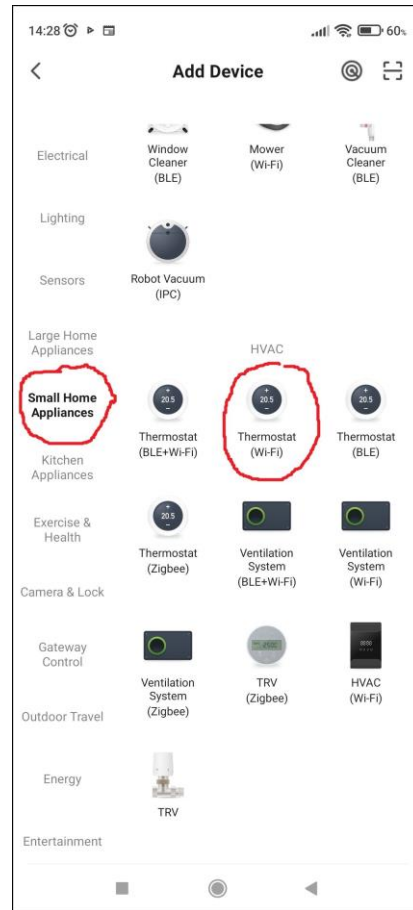 14:28
60%
Add Device
Electrical
Lighting
Sensors
Large Home
Appliances
Small Home
Appliances
Kitchen
Appliances
Exercise &
Health
Camera & Lock
Gateway
Control
Outdoor Travel
Energy
Entertainment
Window
Cleaner
(BLE)
Mower
(Wi-Fi)
Vacuum
Cleaner
(BLE)
Robot Vacuum
(IPC)
HVAC
20.5
Thermostat
(BLE+Wi-Fi)
20.5
Thermostat
(Wi-Fi)
20.5
Thermostat
(BLE)
20.5
Thermostat
(Zigbee)
Ventilation
System
(BLE+Wi-Fi)
Ventilation
System
(Wi-Fi)
Ventilation
System
(Zigbee)
TRV
(Zigbee)
HVAC
(Wi-Fi)
TRV